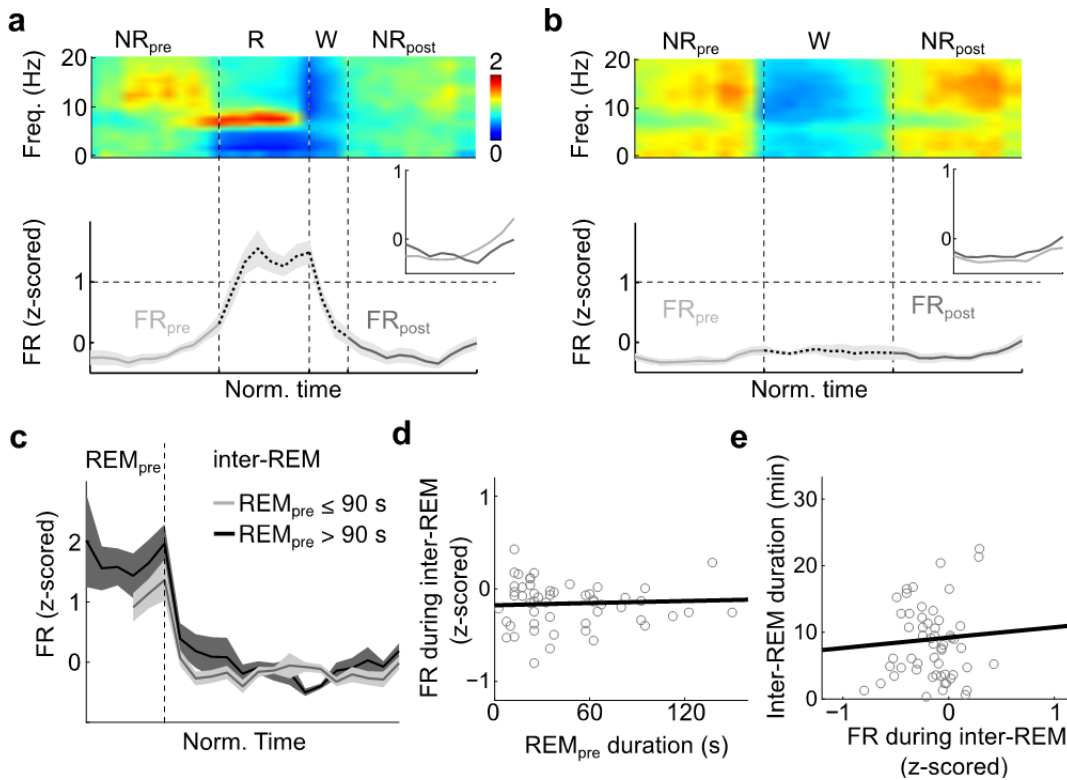 a
NRpre R W NRpost
Freq. (Hz)
20
10
0
2
0
FR (z-scored)
1
0
1
0
FRpre
FRpost
Norm. time
b
NRpre W NRpost
Freq. (Hz)
20
10
0
FR (z-scored)
1
0
1
0
FRpre
FRpost
Norm. time
c
REMpre inter-REM
REMpre ≤ 90 s
REMpre > 90 s
FR (z-scored)
2
1
0
Norm. Time
d
FR during inter-REM
(z-scored)
1
0
−1
0 60 120
REMpre duration (s)
e
Inter-REM duration (min)
30
20
10
0
−1 0 1
FR during inter-REM
(z-scored)